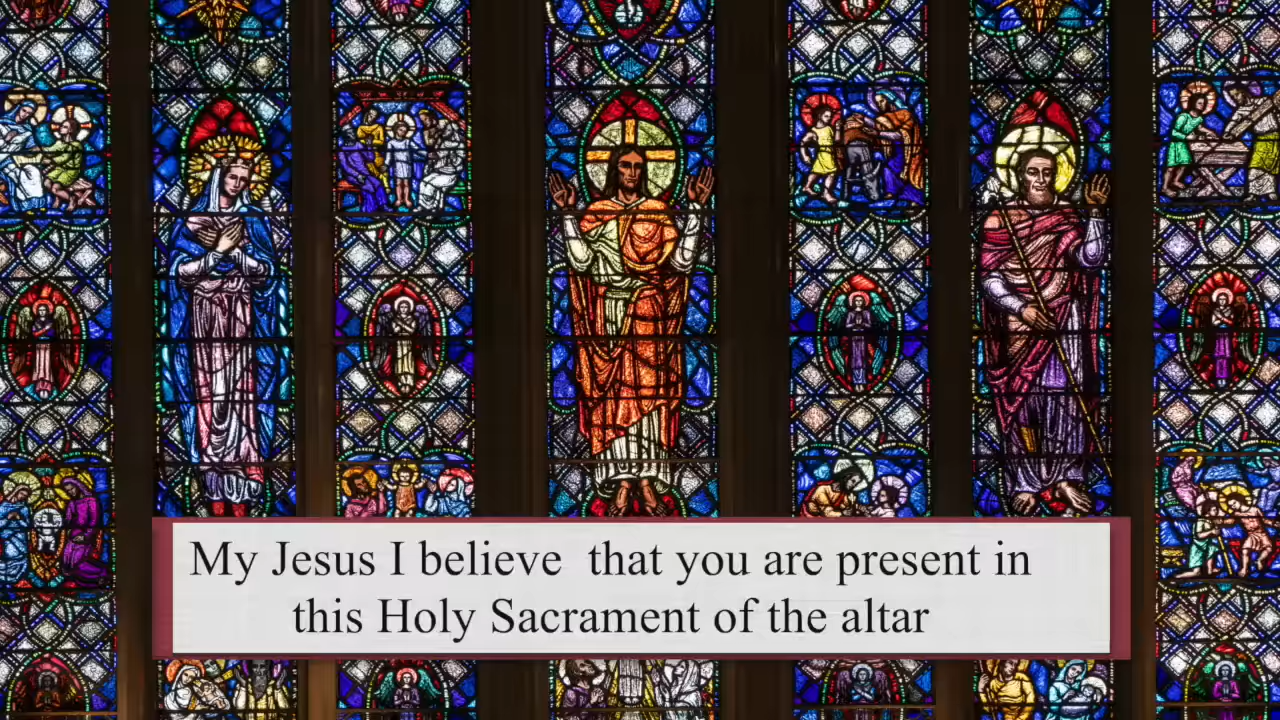 My Jesus I believe  that you are present in
this Holy Sacrament of the altar